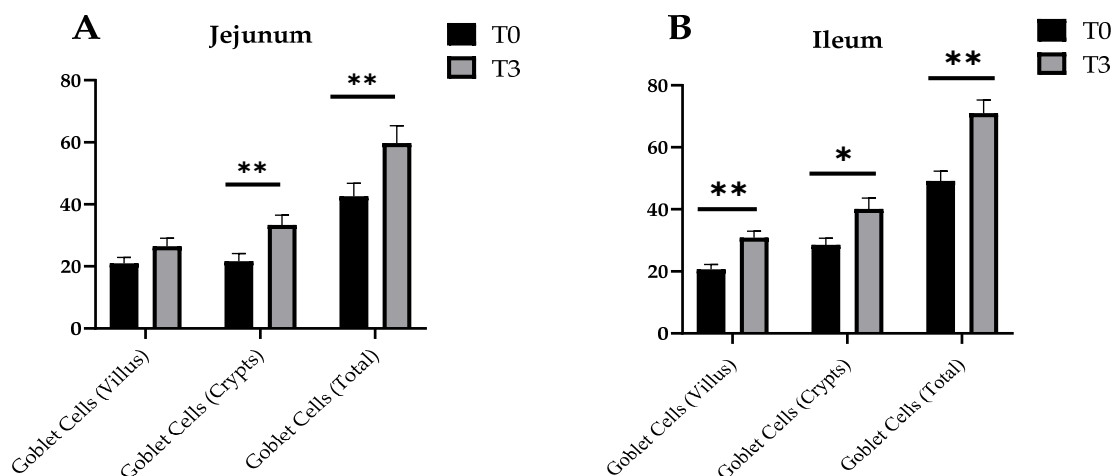 A
Jejunum
T0
T3
**
**
80
60
40
20
0
Goblet Cells (Villus)
Goblet Cells (Crypts)
Goblet Cells (Total)
B
Ileum
T0
T3
**
*
**
80
60
40
20
0
Goblet Cells (Villus)
Goblet Cells (Crypts)
Goblet Cells (Total)